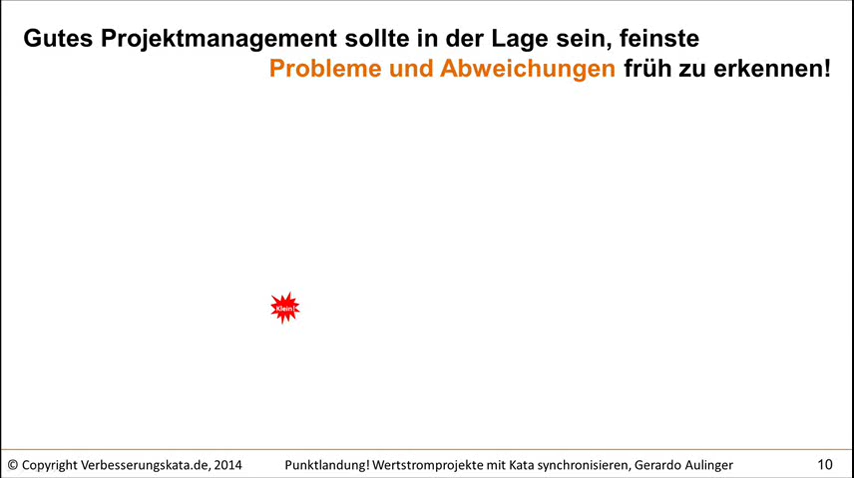 Gutes Projektmanagement sollte in der Lage sein, feinste
Probleme und Abweichungen früh zu erkennen!
Klein!
© Copyright Verbesserungskata.de, 2014 Punktlandung! Wertstromprojekte mit Kata synchronisieren, Gerardo Aulinger 10